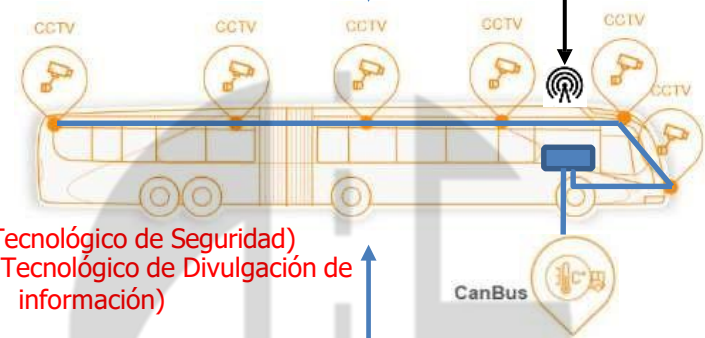 CCTV
CCTV
CCTV
CCTV
CCTV
CCTV
Tecnológico de Seguridad)
Tecnológico de Divulgación de
información)
CanBus
C°